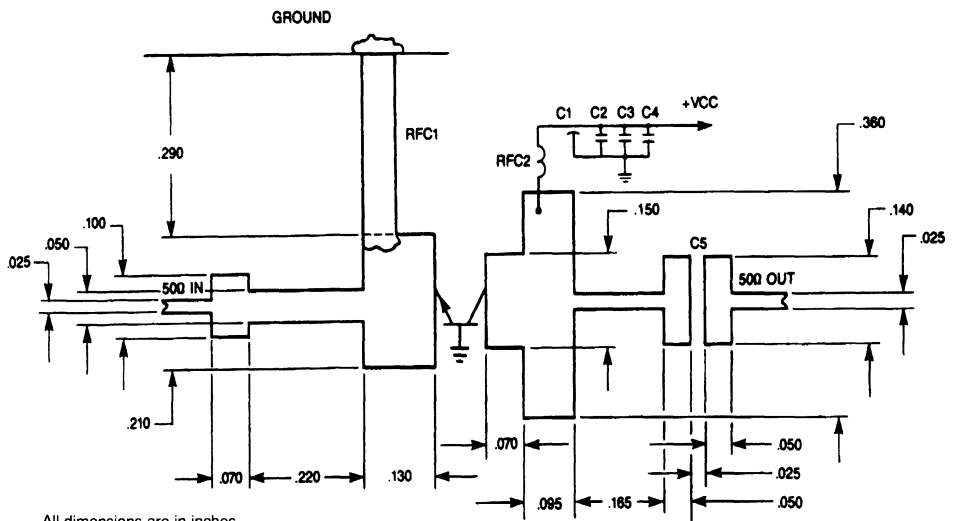 GROUND
C1 C2 C3 C4 +VCC
.360
RFC1
RFC2
.290
.150
.140
.100
C5
.050
.025
.025
50Ω IN
50Ω OUT
.210
.070
.050
.070 .220 .130
.025
.095 .165 .050
All dimensions are in inches